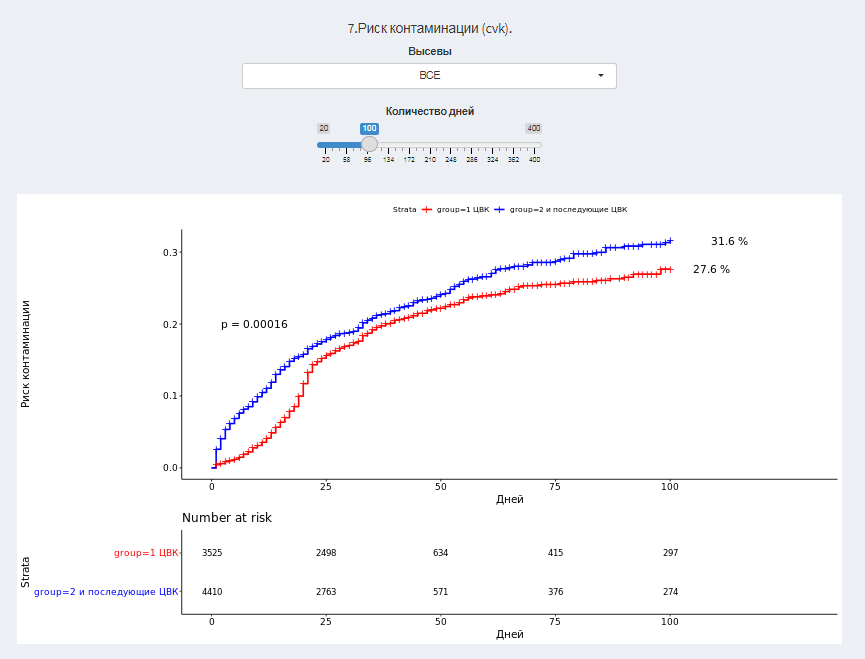 7.Риск контаминации (cvk).
Высевы
ВСЕ
Количество дней
20 100 400
20 58 96 134 172 210 248 286 324 362 400
Strata group=1 ЦВК group=2 и последующие ЦВК
31.6 %
0.3
27.6 %
p = 0.00016
0.2
Риск контаминации
0.1
0.0
0 25 50 75 100
Дней
Number at risk
group=1 ЦВК 3525 2498 634 415 297
Strata
group=2 и последующие ЦВК 4410 2763 571 376 274
0 25 50 75 100
Дней